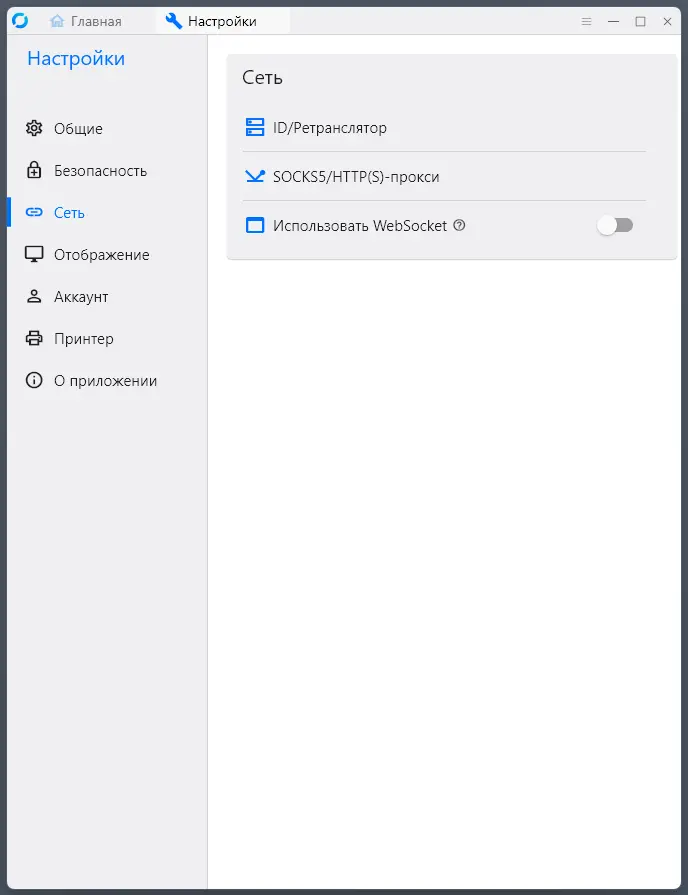 Главная
Настройки
Настройки
Общие
Безопасность
Сеть
Отображение
Аккаунт
Принтер
О приложении
Сеть
ID/Ретранслятор
SOCKS5/HTTP(S)-прокси
Использовать WebSocket